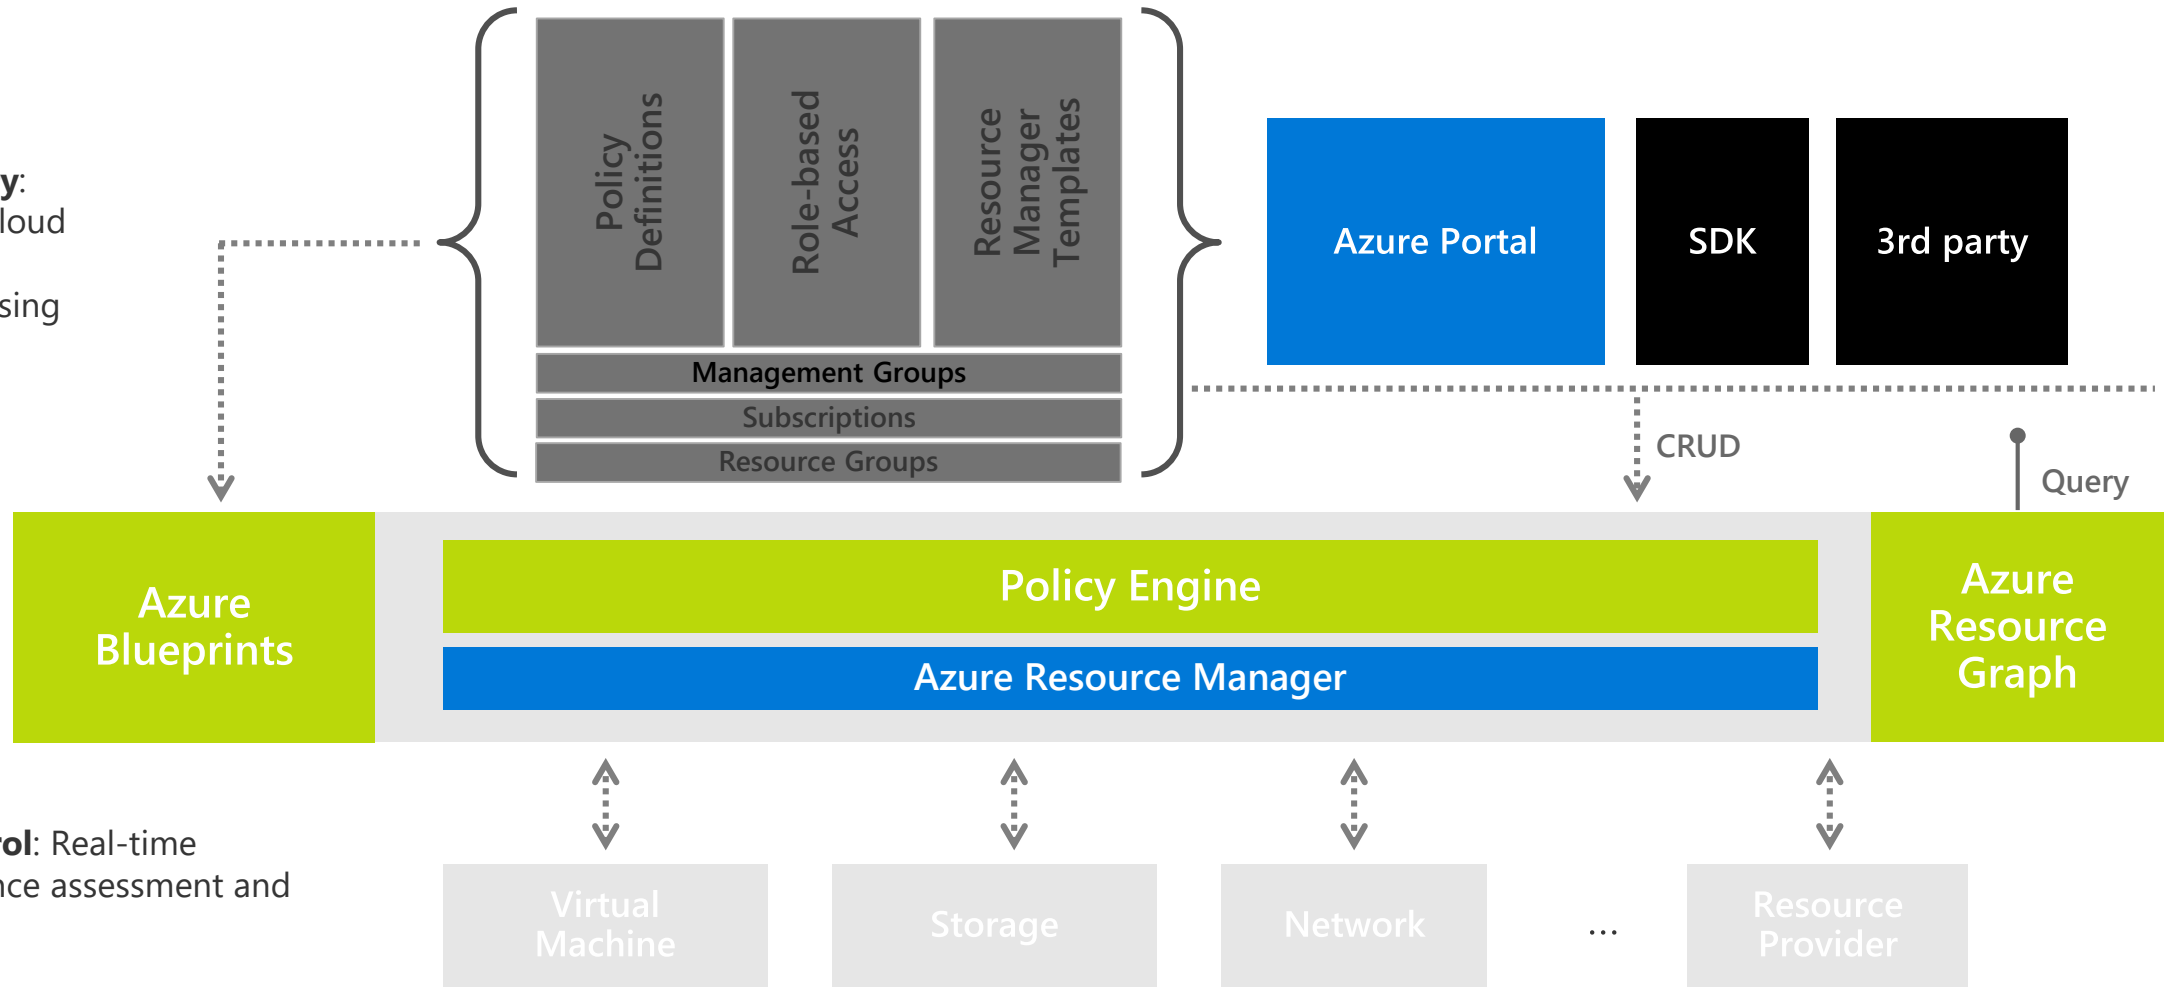 Policy
Definitions
Role-based
Access
Resource
Manager
Templates
Management Groups
Subscriptions
Resource Groups
y:
loud
sing
Azure Portal
SDK
3rd party
CRUD
Query
Azure
Blueprints
Policy Engine
Azure Resource Manager
Azure
Resource
Graph
rol: Real-time
nce assessment and
Virtual
Machine
Storage
Network
...
Resource
Provider